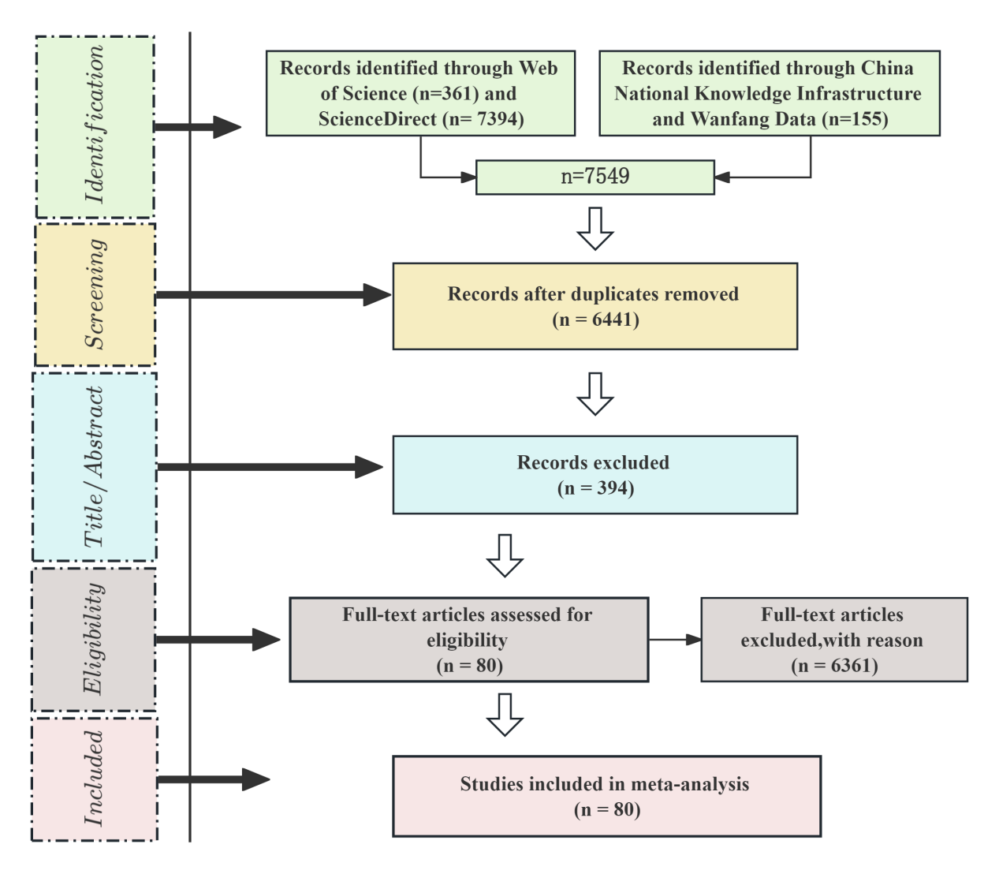 Identification
Records identified through Web
of Science (n=361) and
ScienceDirect (n= 7394)
Records identified through China
National Knowledge Infrastructure
and Wanfang Data (n=155)
n=7549
Screening
Records after duplicates removed
(n = 6441)
Title/Abstract
Records excluded
(n = 394)
Eligibility
Full-text articles assessed for
eligibility
(n = 80)
Full-text articles
excluded,with reason
(n = 6361)
Included
Studies included in meta-analysis
(n = 80)